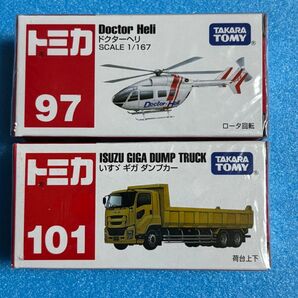 トミカ
97
Doctor Heli
ドクターヘリ
SCALE 1/167
TAKARA
TOMY
Doctor-Heli
ロータ回転
トミカ
101
ISUZU GIGA DUMP TRUCK
いすゞ ギガ ダンプカー
TAKARA
TOMY
荷台上下